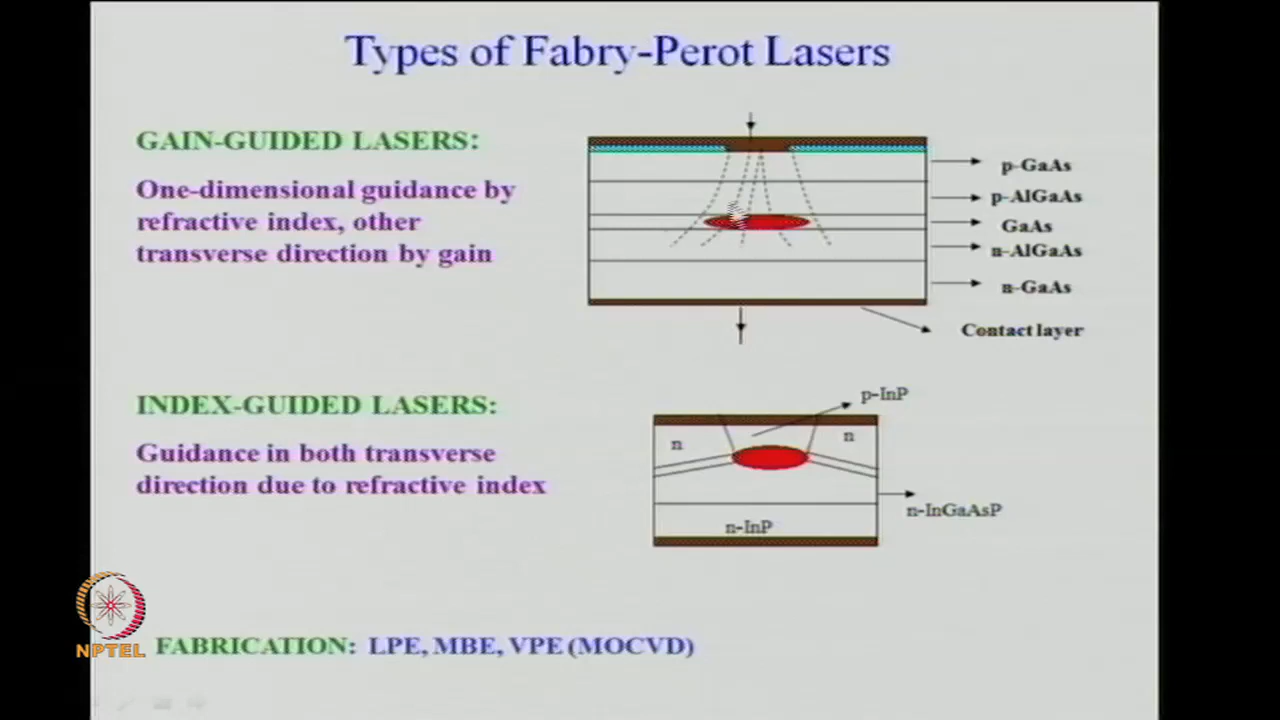 Types of Fabry-Perot Lasers
GAIN-GUIDED LASERS:
One-dimensional guidance by
refractive index, other
transverse direction by gain
p-GaAs
p-AlGaAs
GaAs
n-AlGaAs
n-GaAs
Contact layer
INDEX-GUIDED LASERS:
Guidance in both transverse
direction due to refractive index
p-InP
n
n
n-InGaAsP
n-InP
FABRICATION: LPE, MBE, VPE (MOCVD)
NPTEL